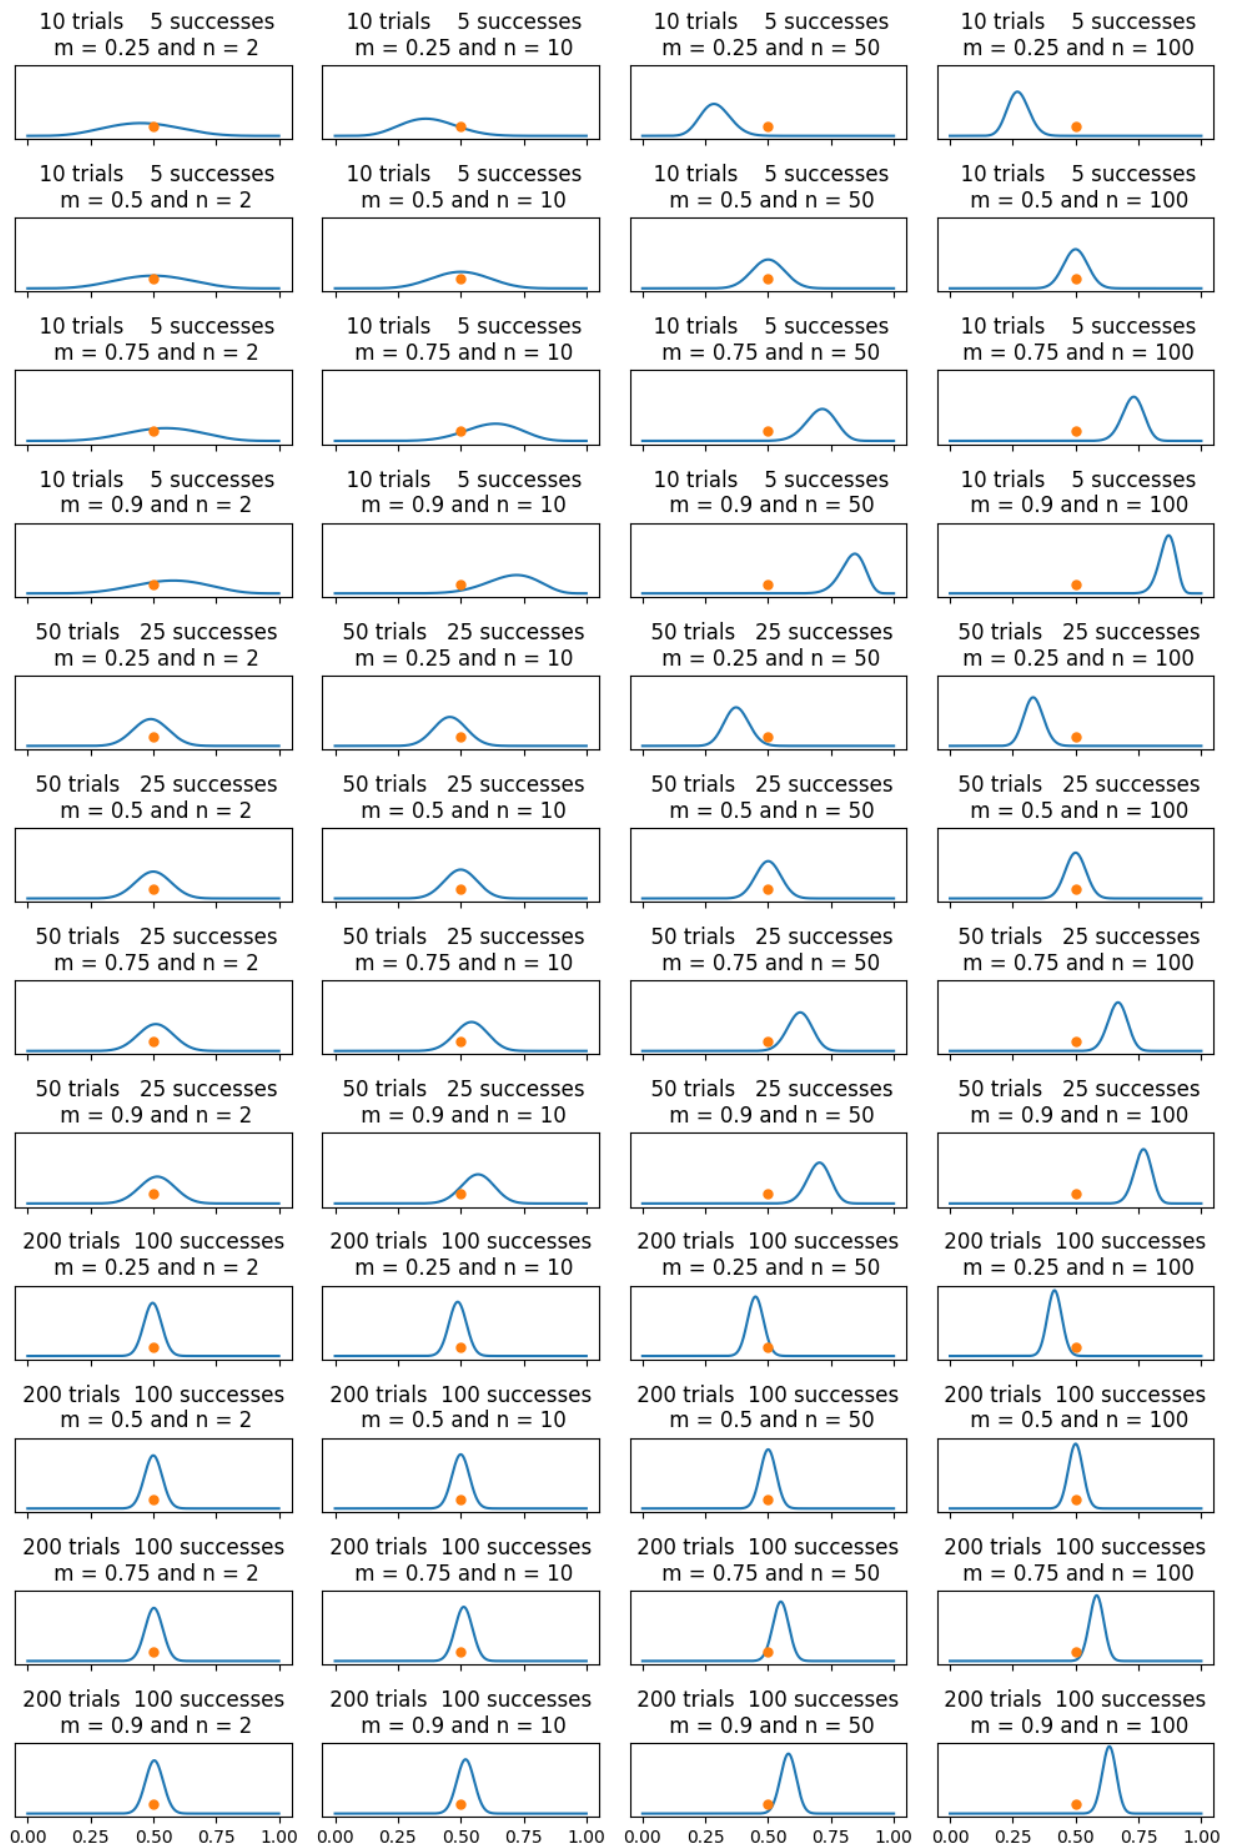 10 trials    5 successes
m = 0.25 and n = 2
10 trials    5 successes
m = 0.25 and n = 10
10 trials    5 successes
m = 0.25 and n = 50
10 trials    5 successes
m = 0.25 and n = 100
10 trials    5 successes
m = 0.5 and n = 2
10 trials    5 successes
m = 0.5 and n = 10
10 trials    5 successes
m = 0.5 and n = 50
10 trials    5 successes
m = 0.5 and n = 100
10 trials    5 successes
m = 0.75 and n = 2
10 trials    5 successes
m = 0.75 and n = 10
10 trials    5 successes
m = 0.75 and n = 50
10 trials    5 successes
m = 0.75 and n = 100
10 trials    5 successes
m = 0.9 and n = 2
10 trials    5 successes
m = 0.9 and n = 10
10 trials    5 successes
m = 0.9 and n = 50
10 trials    5 successes
m = 0.9 and n = 100
50 trials   25 successes
m = 0.25 and n = 2
50 trials   25 successes
m = 0.25 and n = 10
50 trials   25 successes
m = 0.25 and n = 50
50 trials   25 successes
m = 0.25 and n = 100
50 trials   25 successes
m = 0.5 and n = 2
50 trials   25 successes
m = 0.5 and n = 10
50 trials   25 successes
m = 0.5 and n = 50
50 trials   25 successes
m = 0.5 and n = 100
50 trials   25 successes
m = 0.75 and n = 2
50 trials   25 successes
m = 0.75 and n = 10
50 trials   25 successes
m = 0.75 and n = 50
50 trials   25 successes
m = 0.75 and n = 100
50 trials   25 successes
m = 0.9 and n = 2
50 trials   25 successes
m = 0.9 and n = 10
50 trials   25 successes
m = 0.9 and n = 50
50 trials   25 successes
m = 0.9 and n = 100
200 trials  100 successes
m = 0.25 and n = 2
200 trials  100 successes
m = 0.25 and n = 10
200 trials  100 successes
m = 0.25 and n = 50
200 trials  100 successes
m = 0.25 and n = 100
200 trials  100 successes
m = 0.5 and n = 2
200 trials  100 successes
m = 0.5 and n = 10
200 trials  100 successes
m = 0.5 and n = 50
200 trials  100 successes
m = 0.5 and n = 100
200 trials  100 successes
m = 0.75 and n = 2
200 trials  100 successes
m = 0.75 and n = 10
200 trials  100 successes
m = 0.75 and n = 50
200 trials  100 successes
m = 0.75 and n = 100
200 trials  100 successes
m = 0.9 and n = 2
200 trials  100 successes
m = 0.9 and n = 10
200 trials  100 successes
m = 0.9 and n = 50
200 trials  100 successes
m = 0.9 and n = 100
0.00 0.25 0.50 0.75 1.00
0.00 0.25 0.50 0.75 1.00
0.00 0.25 0.50 0.75 1.00
0.00 0.25 0.50 0.75 1.00